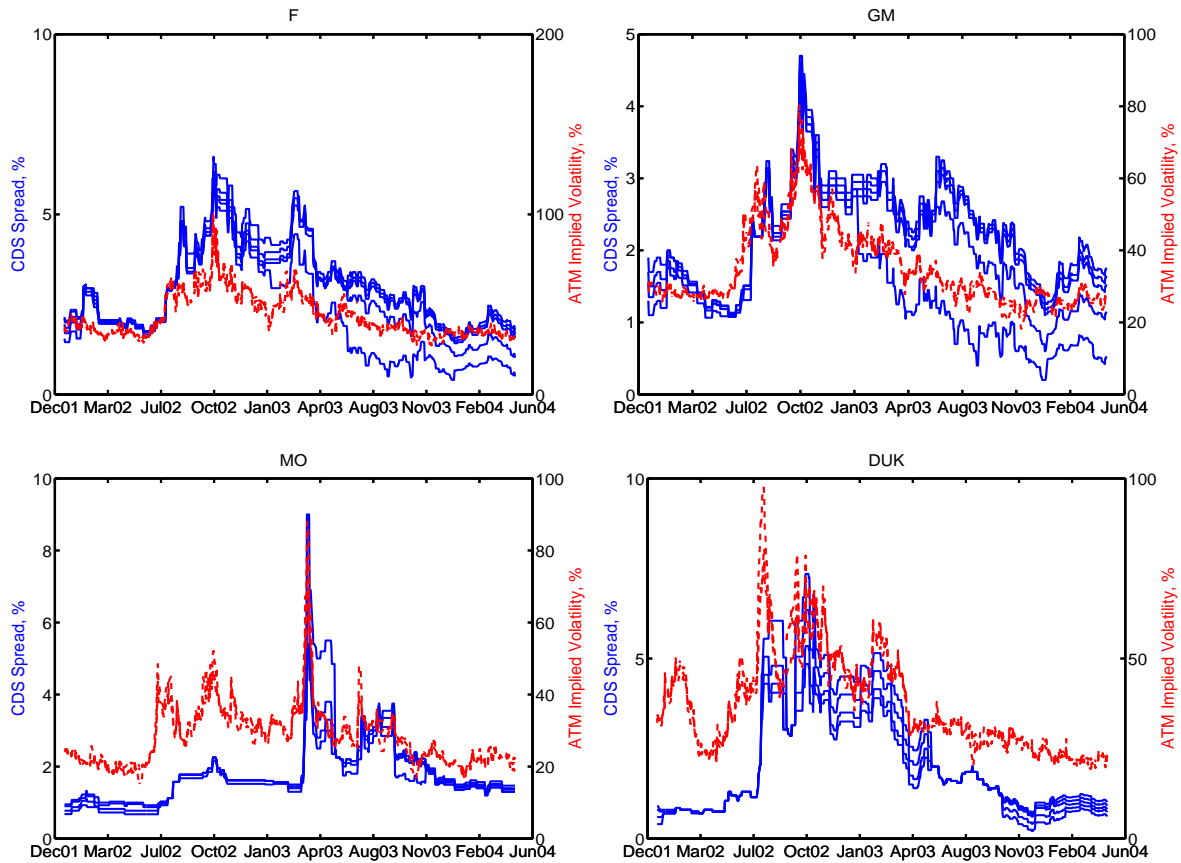 F
10
5
0
200
100
0
CDS Spread, %
ATM Implied Volatility, %
Dec01 Mar02 Jul02 Oct02 Jan03 Apr03 Aug03 Nov03 Feb04 Jun04
GM
5
4
3
2
1
0
100
80
60
40
20
0
CDS Spread, %
ATM Implied Volatility, %
Dec01 Mar02 Jul02 Oct02 Jan03 Apr03 Aug03 Nov03 Feb04 Jun04
MO
10
8
6
4
2
0
100
80
60
40
20
0
CDS Spread, %
ATM Implied Volatility, %
Dec01 Mar02 Jul02 Oct02 Jan03 Apr03 Aug03 Nov03 Feb04 Jun04
DUK
10
5
0
100
50
0
CDS Spread, %
ATM Implied Volatility, %
Dec01 Mar02 Jul02 Oct02 Jan03 Apr03 Aug03 Nov03 Feb04 Jun04